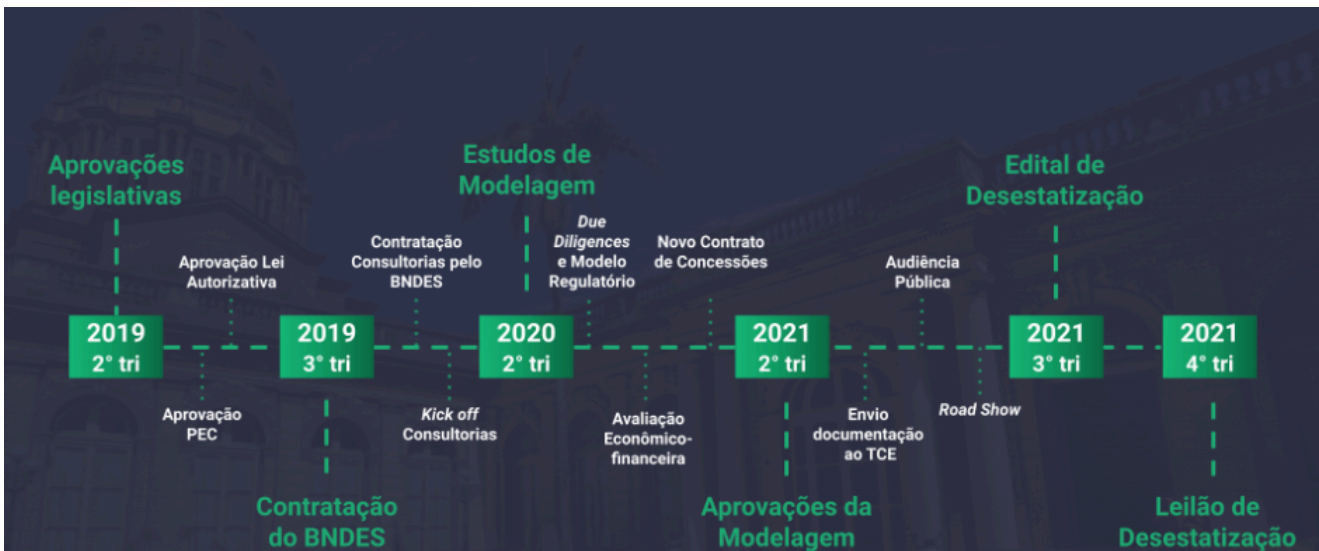 Aprovações
legislativas
2019
2° tri
Aprovação
PEC
Aprovação Lei
Autorizativa
2019
3° tri
Contratação
do BNDES
Contratação
Consultorias pelo
BNDES
Kick off
Consultorias
Estudos de
Modelagem
2020
2° tri
Due
Diligences
e Modelo
Regulatório
Avaliação
Econômico-
financeira
Novo Contrato
de Concessões
2021
2° tri
Aprovações da
Modelagem
Envio
documentação
ao TCE
Audiência
Pública
Road Show
Edital de
Desestatização
2021
3° tri
2021
4° tri
Leilão de
Desestatização